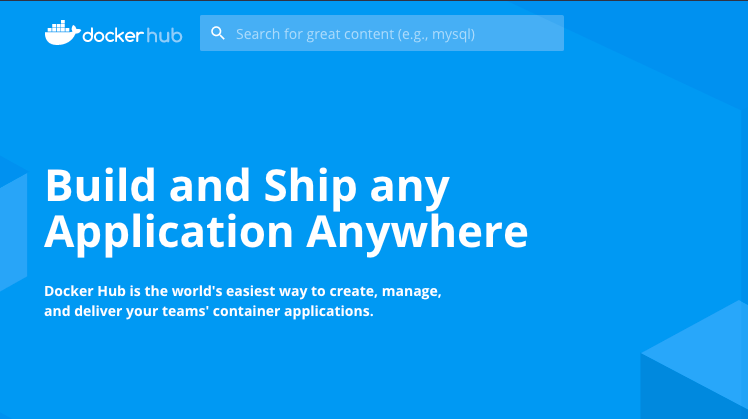 docker hub
Search for great content (e.g., mysql)
Build and Ship any
Application Anywhere
Docker Hub is the world's easiest way to create, manage,
and deliver your teams' container applications.